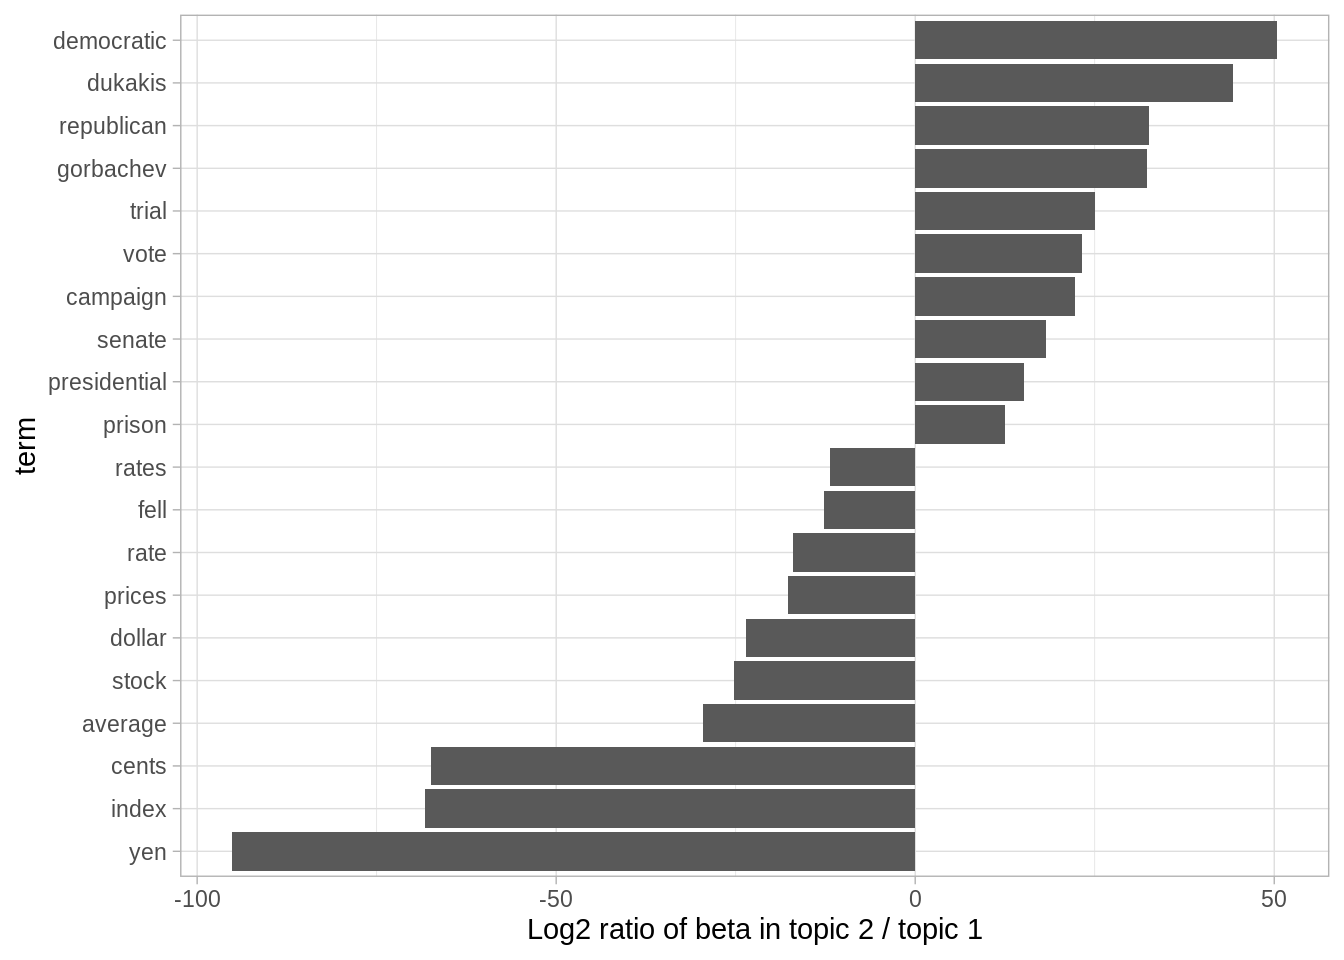 democratic
dukakis
republican
gorbachev
trial
vote
campaign
senate
presidential
prison
rates
fell
rate
prices
dollar
stock
average
cents
index
yen
term
-100 -50 0 50
Log2 ratio of beta in topic 2 / topic 1